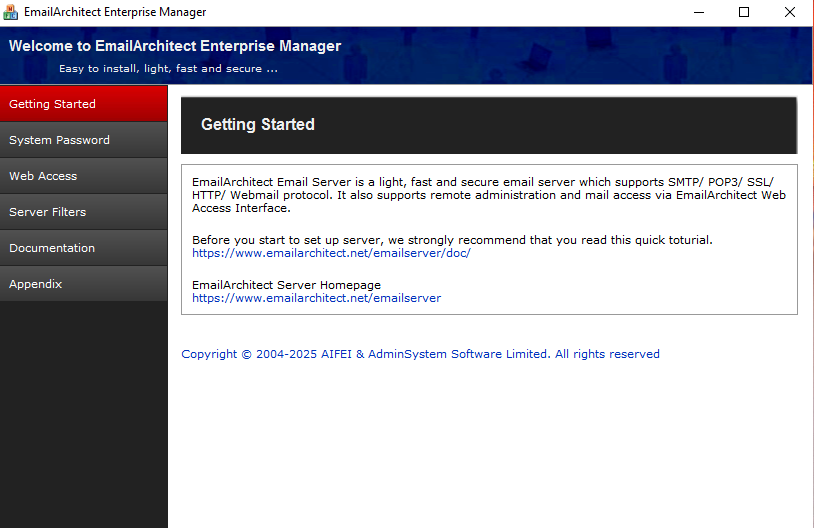 EmailArchitect Enterprise Manager
Welcome to EmailArchitect Enterprise Manager
Easy to install, light, fast and secure ...
Getting Started
System Password
Web Access
Server Filters
Documentation
Appendix
Getting Started
EmailArchitect Email Server is a light, fast and secure email server which supports SMTP/ POP3/ SSL/
HTTP/ Webmail protocol. It also supports remote administration and mail access via EmailArchitect Web
Access Interface.
Before you start to set up server, we strongly recommend that you read this quick toturial.
https://www.emailarchitect.net/emailserver/doc/
EmailArchitect Server Homepage
https://www.emailarchitect.net/emailserver
Copyright © 2004-2025 AIFEI & AdminSystem Software Limited. All rights reserved